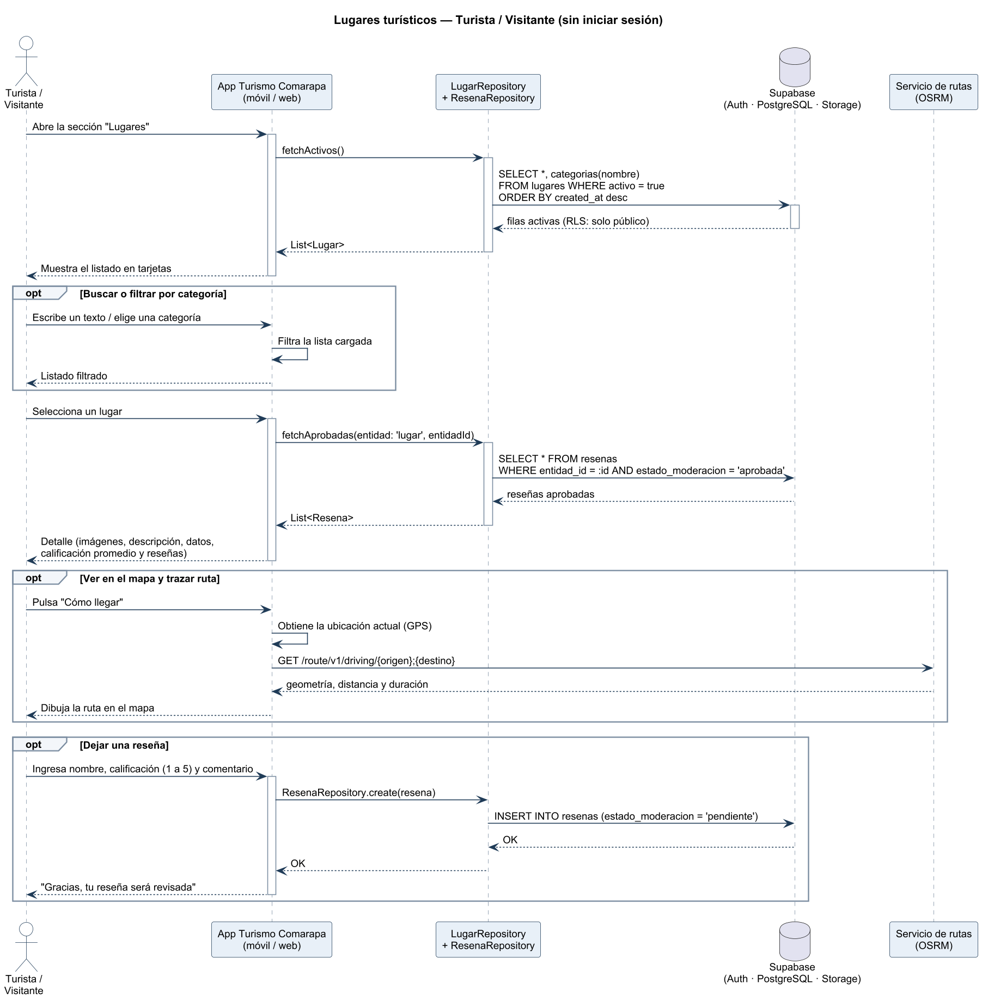 Lugares turísticos — Turista / Visitante (sin iniciar sesión)
Turista /
Visitante
App Turismo Comarapa
(móvil / web)
LugarRepository
+ ResenaRepository
Supabase
(Auth · PostgreSQL · Storage)
Servicio de rutas
(OSRM)
Abre la sección "Lugares"
fetchActivos()
SELECT *, categorias(nombre)
FROM lugares WHERE activo = true
ORDER BY created_at desc
filas activas (RLS: solo público)
List<Lugar>
Muestra el listado en tarjetas
opt [Buscar o filtrar por categoría]
Escribe un texto / elige una categoría
Filtra la lista cargada
Listado filtrado
Selecciona un lugar
fetchAprobadas(entidad: 'lugar', entidadId)
SELECT * FROM resenas
WHERE entidad_id = :id AND estado_moderacion = 'aprobada'
reseñas aprobadas
List<Resena>
Detalle (imágenes, descripción, datos,
calificación promedio y reseñas)
opt [Ver en el mapa y trazar ruta]
Pulsa "Cómo llegar"
Obtiene la ubicación actual (GPS)
GET /route/v1/driving/{origen};{destino}
geometría, distancia y duración
Dibuja la ruta en el mapa
opt [Dejar una reseña]
Ingresa nombre, calificación (1 a 5) y comentario
ResenaRepository.create(resena)
INSERT INTO resenas (estado_moderacion = 'pendiente')
OK
OK
"Gracias, tu reseña será revisada"
Turista /
Visitante
App Turismo Comarapa
(móvil / web)
LugarRepository
+ ResenaRepository
Supabase
(Auth · PostgreSQL · Storage)
Servicio de rutas
(OSRM)